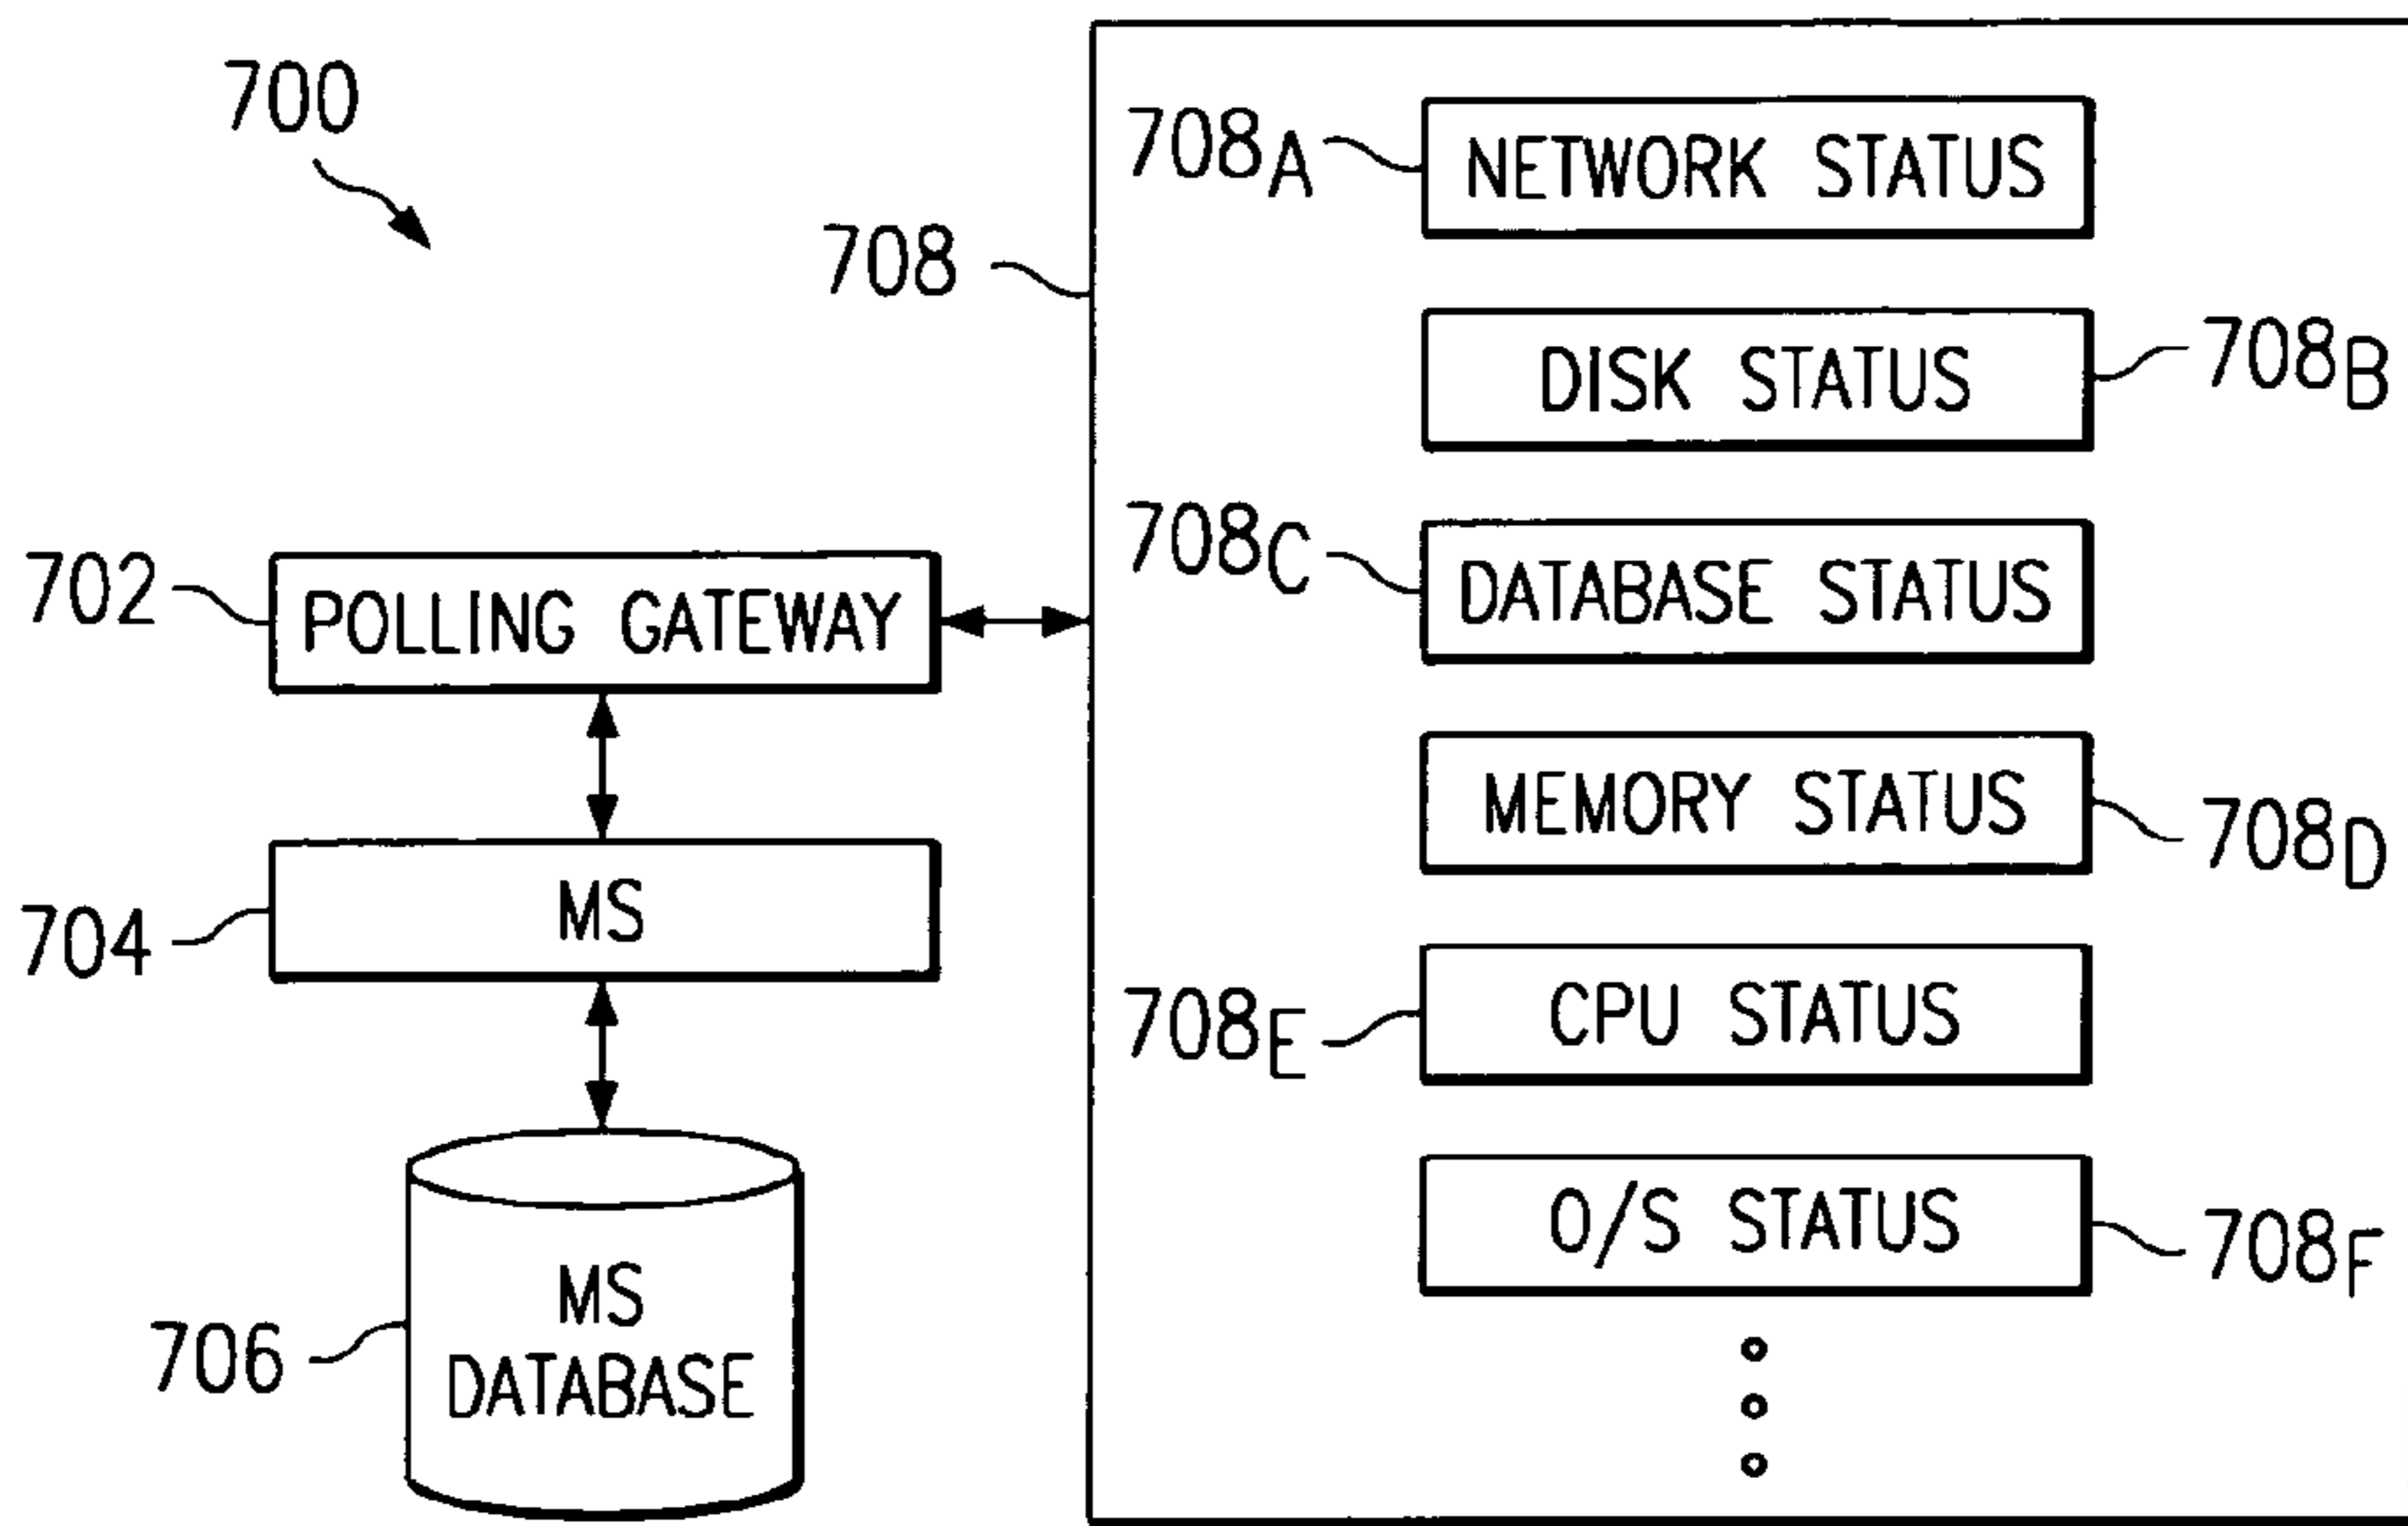 700
708
708A
NETWORK STATUS
DISK STATUS
708B
708C
DATABASE STATUS
702
POLLING GATEWAY
MEMORY STATUS
708D
704
MS
708E
CPU STATUS
O/S STATUS
708F
706
MS
DATABASE